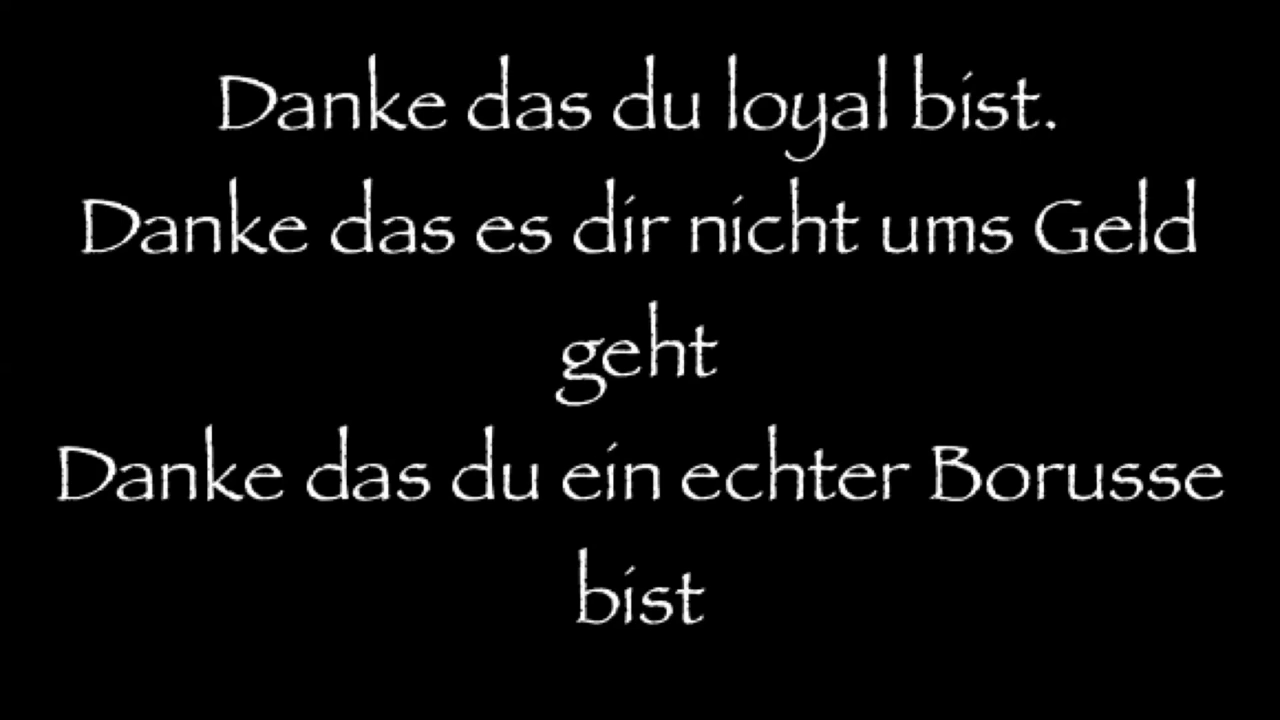 Danke das du loyal bist.
Danke das es dir nicht ums Geld
geht
Danke das du ein echter Borusse
bist